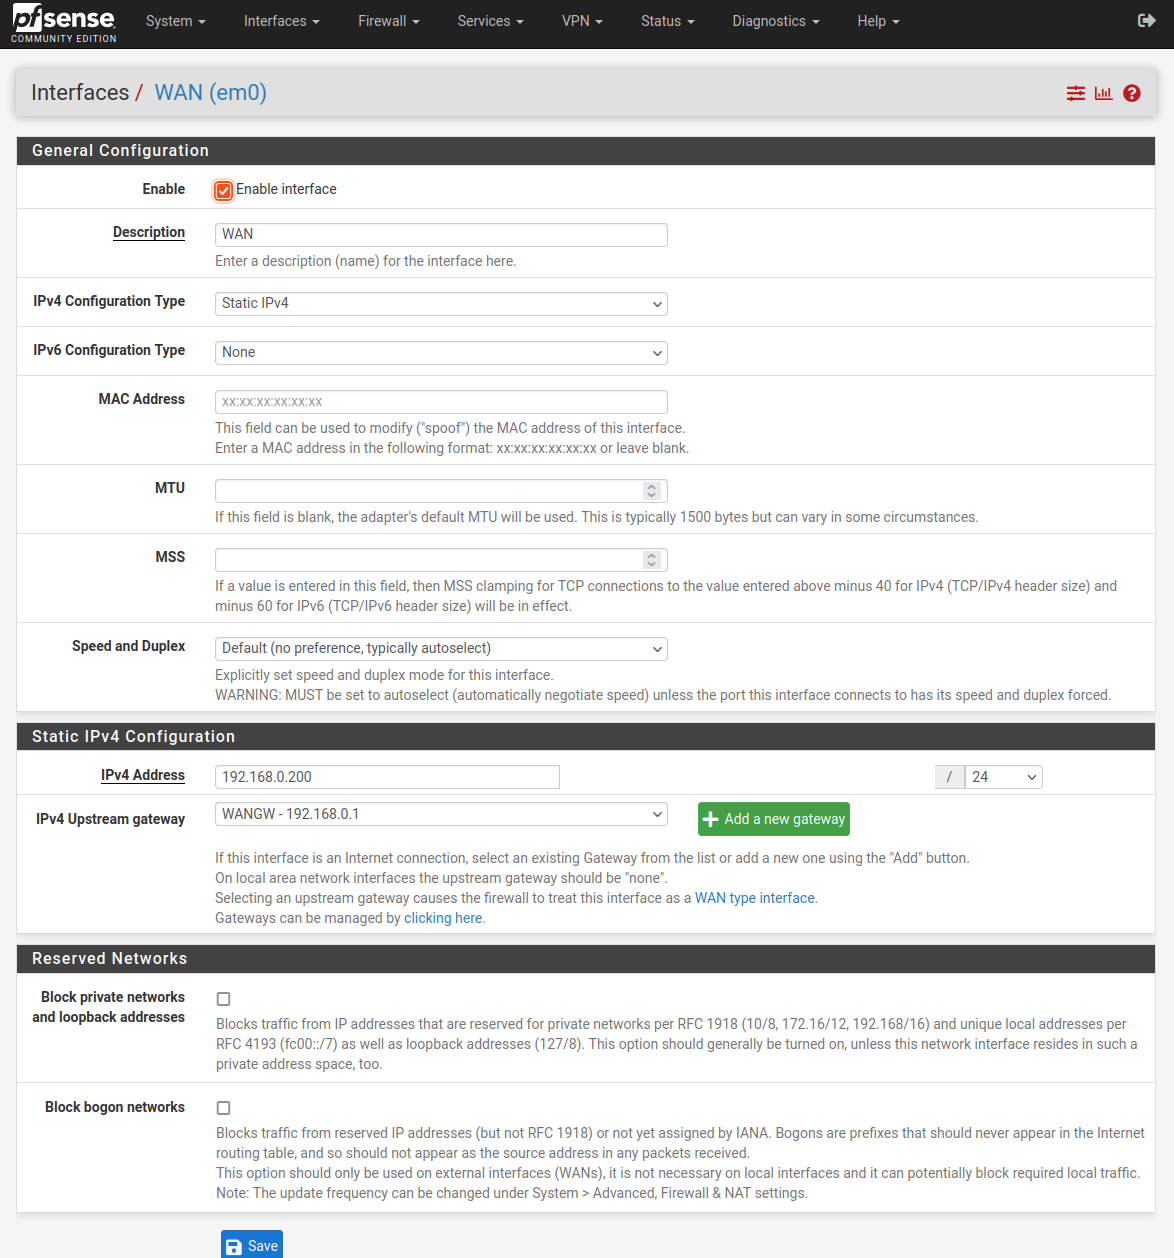 pfsense
COMMUNITY EDITION
System
Interfaces
Firewall
Services
VPN
Status
Diagnostics
Help
Interfaces / WAN (em0)
General Configuration
Enable
Enable interface
Description
WAN
Enter a description (name) for the interface here.
IPv4 Configuration Type
Static IPv4
IPv6 Configuration Type
None
MAC Address
xx:xx:xx:xx:xx:xx
This field can be used to modify ("spoof") the MAC address of this interface.
Enter a MAC address in the following format: xx:xx:xx:xx:xx:xx or leave blank.
MTU
If this field is blank, the adapter's default MTU will be used. This is typically 1500 bytes but can vary in some circumstances.
MSS
If a value is entered in this field, then MSS clamping for TCP connections to the value entered above minus 40 for IPv4 (TCP/IPv4 header size) and
minus 60 for IPv6 (TCP/IPv6 header size) will be in effect.
Speed and Duplex
Default (no preference, typically autoselect)
Explicitly set speed and duplex mode for this interface.
WARNING: MUST be set to autoselect (automatically negotiate speed) unless the port this interface connects to has its speed and duplex forced.
Static IPv4 Configuration
IPv4 Address
192.168.0.200
/ 24
IPv4 Upstream gateway
WANGW - 192.168.0.1
Add a new gateway
If this interface is an Internet connection, select an existing Gateway from the list or add a new one using the "Add" button.
On local area network interfaces the upstream gateway should be "none".
Selecting an upstream gateway causes the firewall to treat this interface as a WAN type interface.
Gateways can be managed by clicking here.
Reserved Networks
Block private networks
and loopback addresses
Blocks traffic from IP addresses that are reserved for private networks per RFC 1918 (10/8, 172.16/12, 192.168/16) and unique local addresses per
RFC 4193 (fc00::/7) as well as loopback addresses (127/8). This option should generally be turned on, unless this network interface resides in such a
private address space, too.
Block bogon networks
Blocks traffic from reserved IP addresses (but not RFC 1918) or not yet assigned by IANA. Bogons are prefixes that should never appear in the Internet
routing table, and so should not appear as the source address in any packets received.
This option should only be used on external interfaces (WANs), it is not necessary on local interfaces and it can potentially block required local traffic.
Note: The update frequency can be changed under System > Advanced, Firewall & NAT settings.
Save